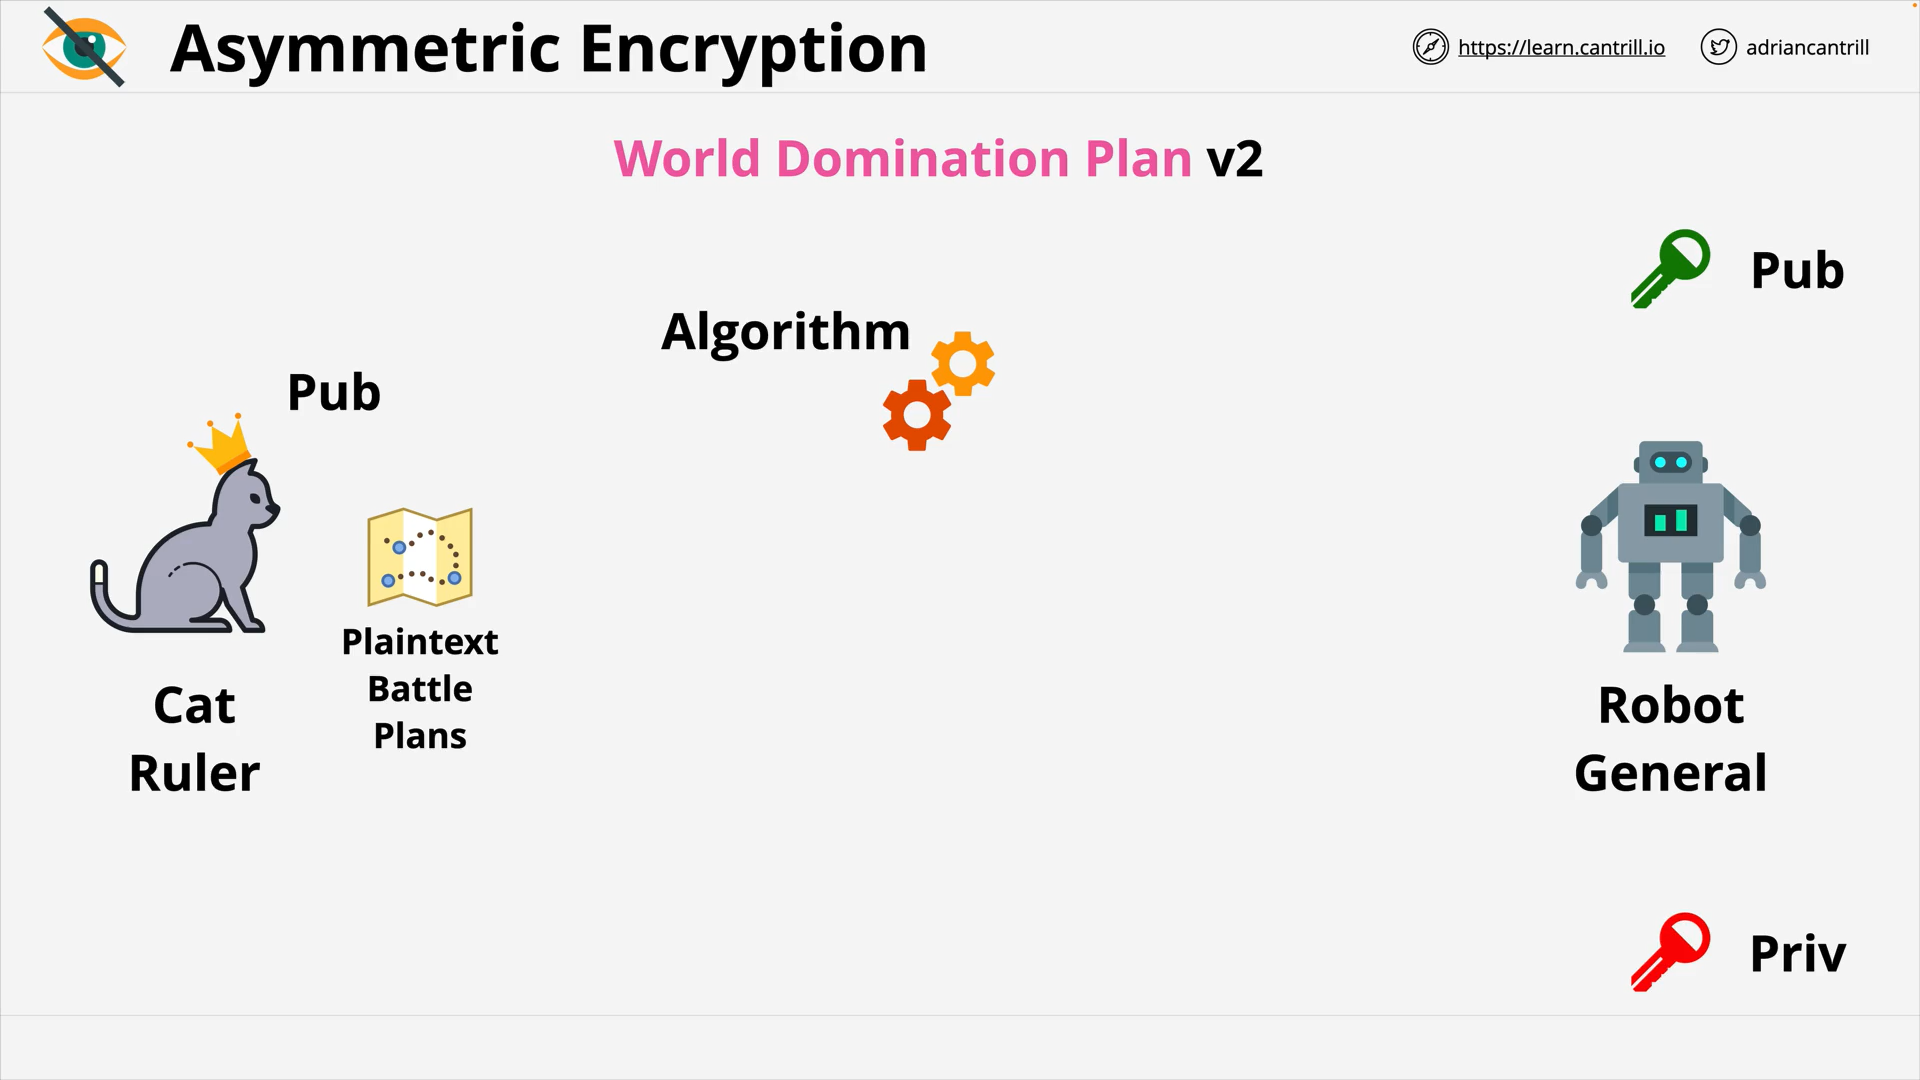 Asymmetric Encryption
https://learn.cantrill.io
adriancantrill
World Domination Plan v2
Pub
Algorithm
Pub
Plaintext
Battle
Plans
Cat
Ruler
Robot
General
Priv